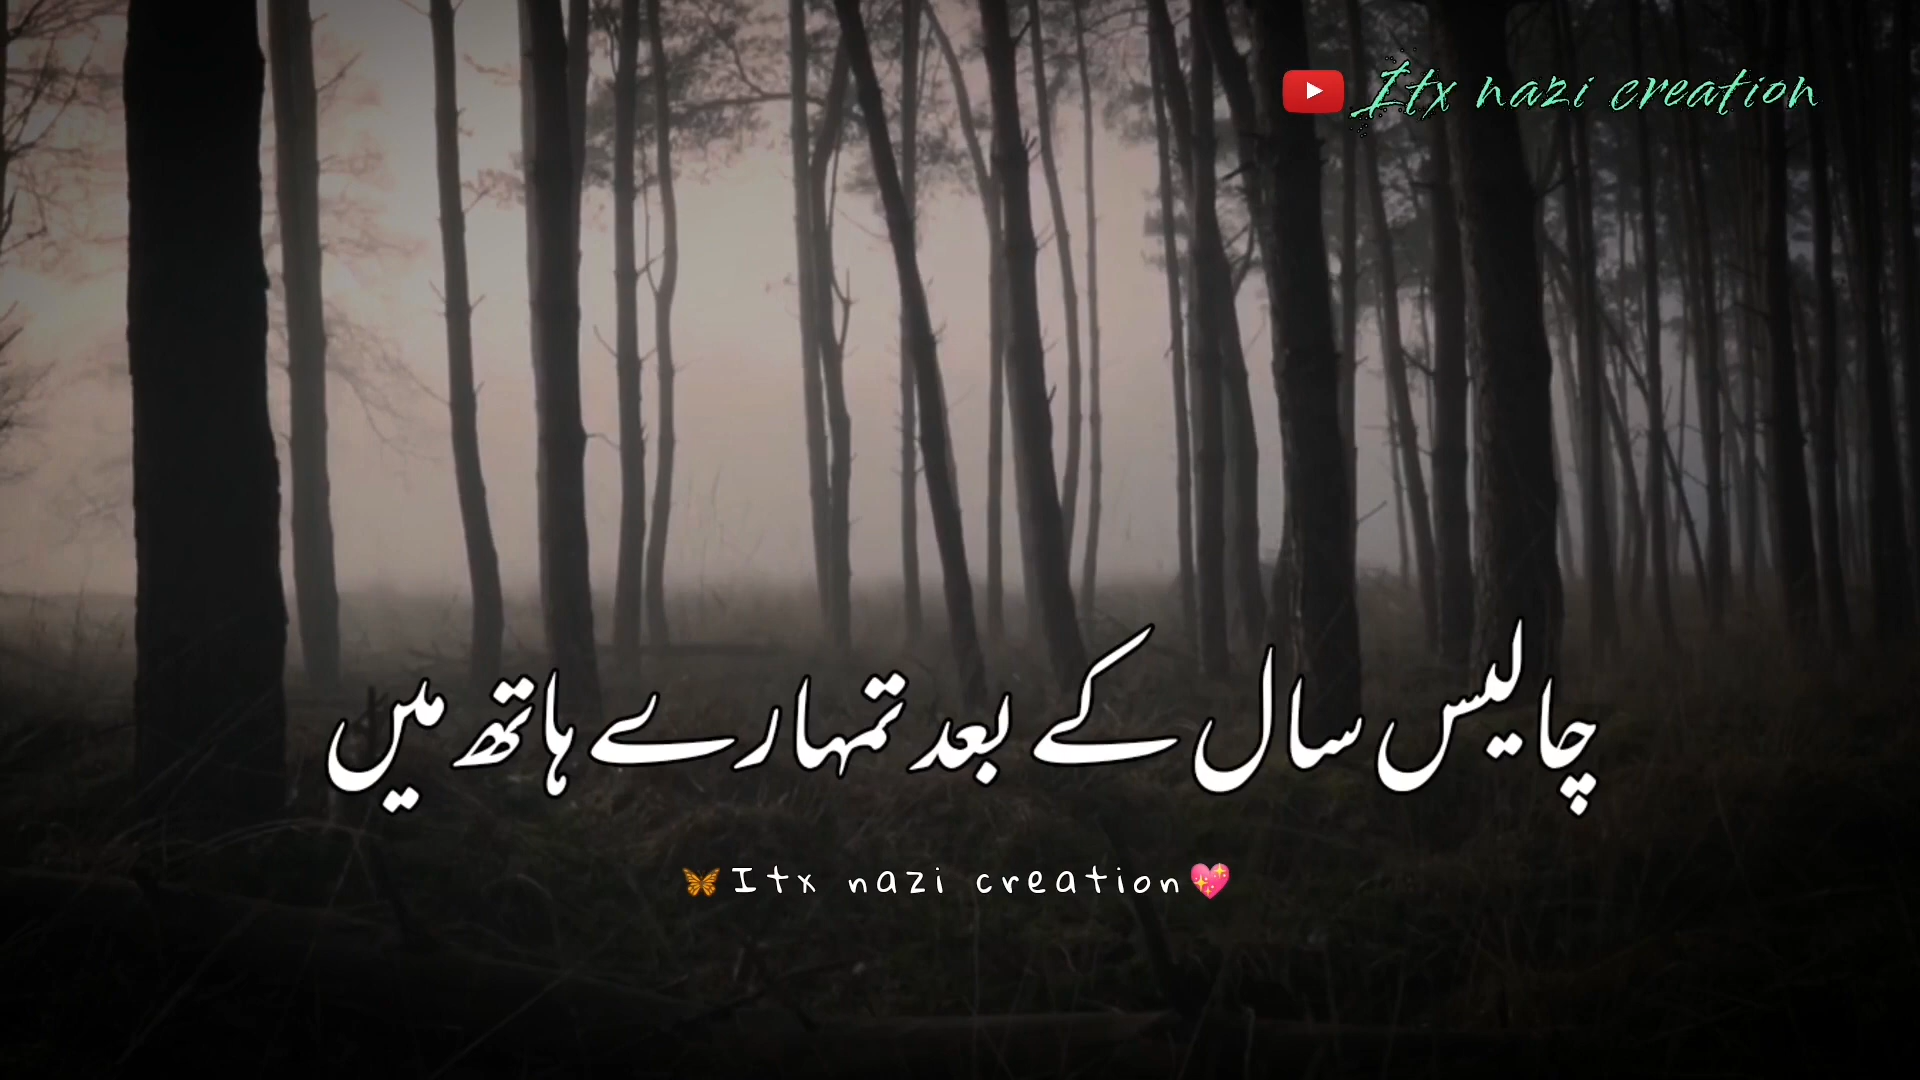 Itx nazi creation
چالیس سال کے بعد تمہارے ہاتھ میں
🦋Itx nazi creation💖